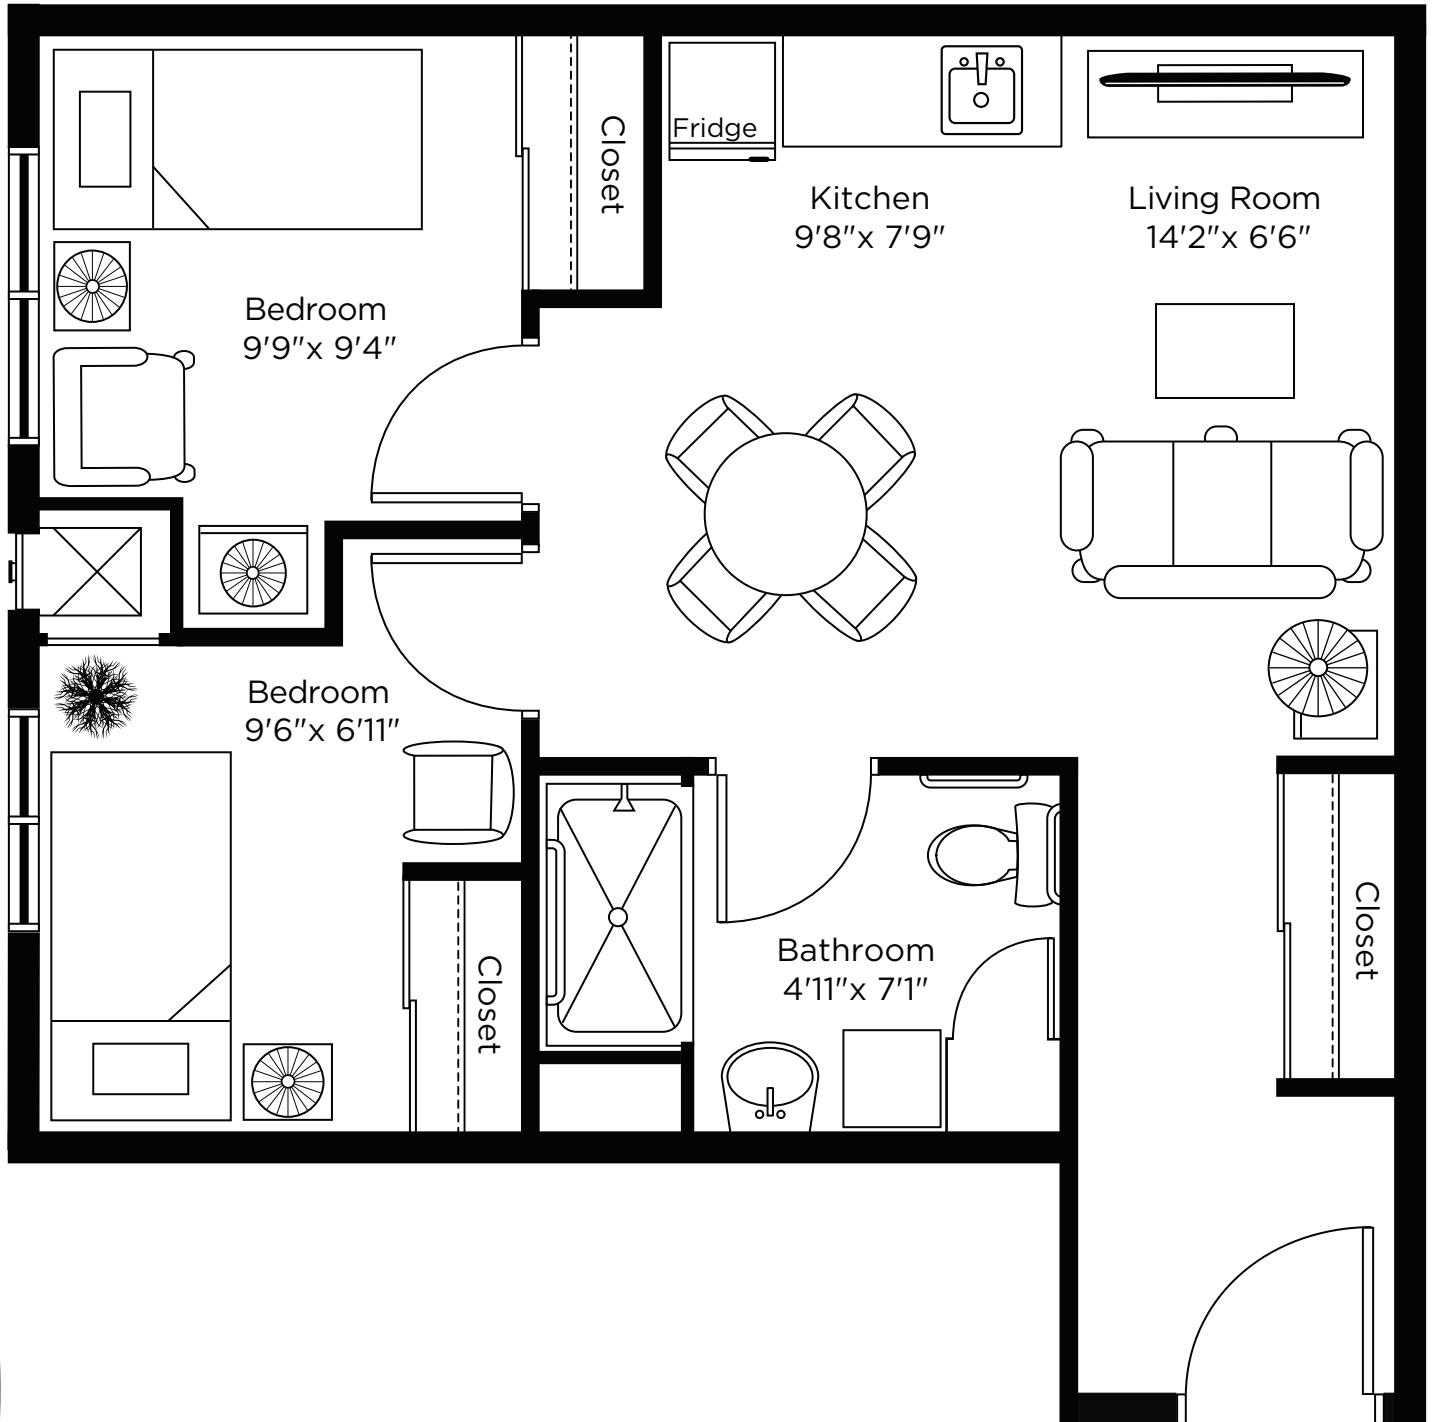 Closet
Fridge
Kitchen
9'8"x 7'9"
Living Room
14'2"x 6'6"
Bedroom
9'9"x 9'4"
Bedroom
9'6"x 6'11"
Closet
Bathroom
4'11"x 7'1"
Closet